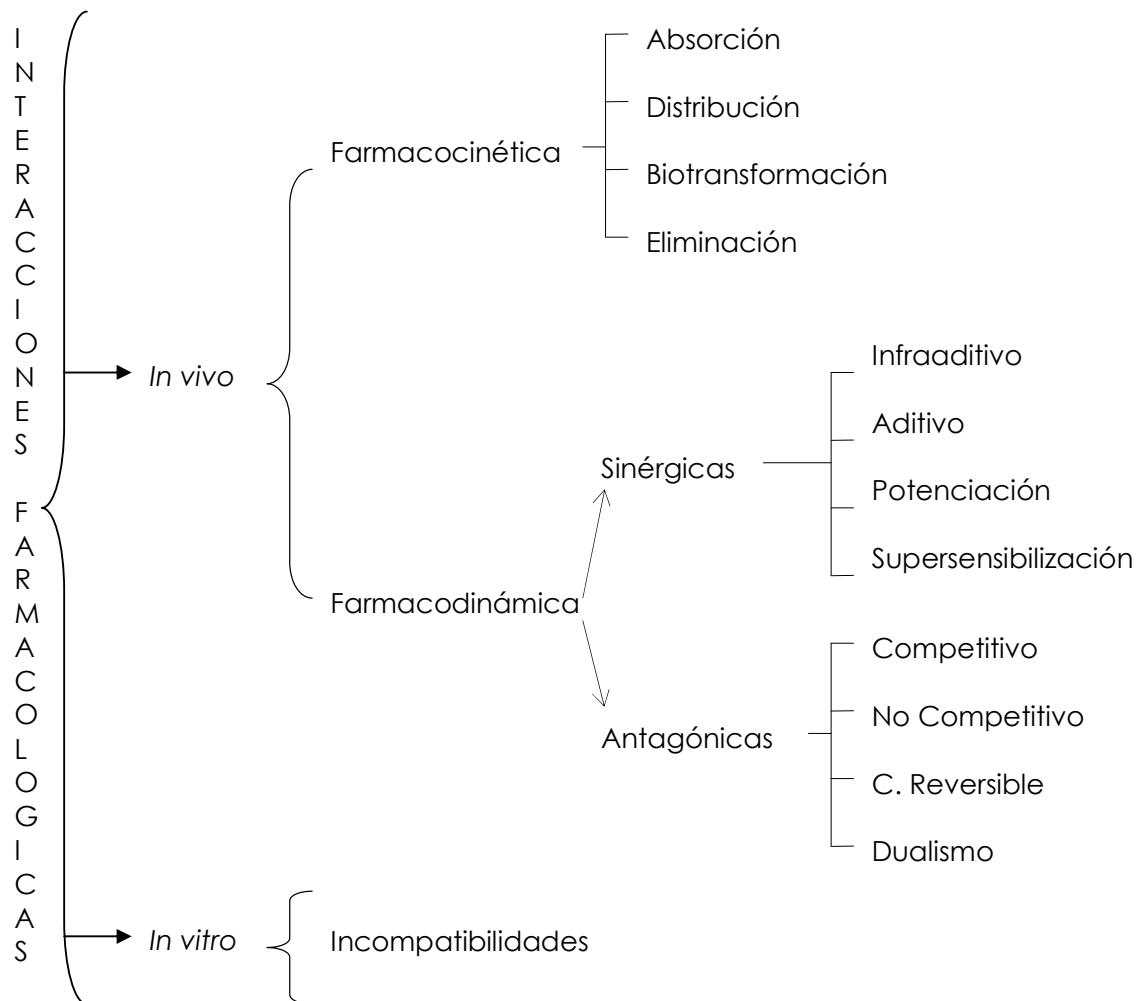 INTERACCIONES FARMACOLOGICAS
Absorción
Distribución
Farmacocinética
Biotransformación
Eliminación
In vivo
Infraaditivo
Aditivo
Sinérgicas
Potenciación
Supersensibilización
Farmacodinámica
Competitivo
No Competitivo
Antagónicas
C. Reversible
Dualismo
In vitro
Incompatibilidades